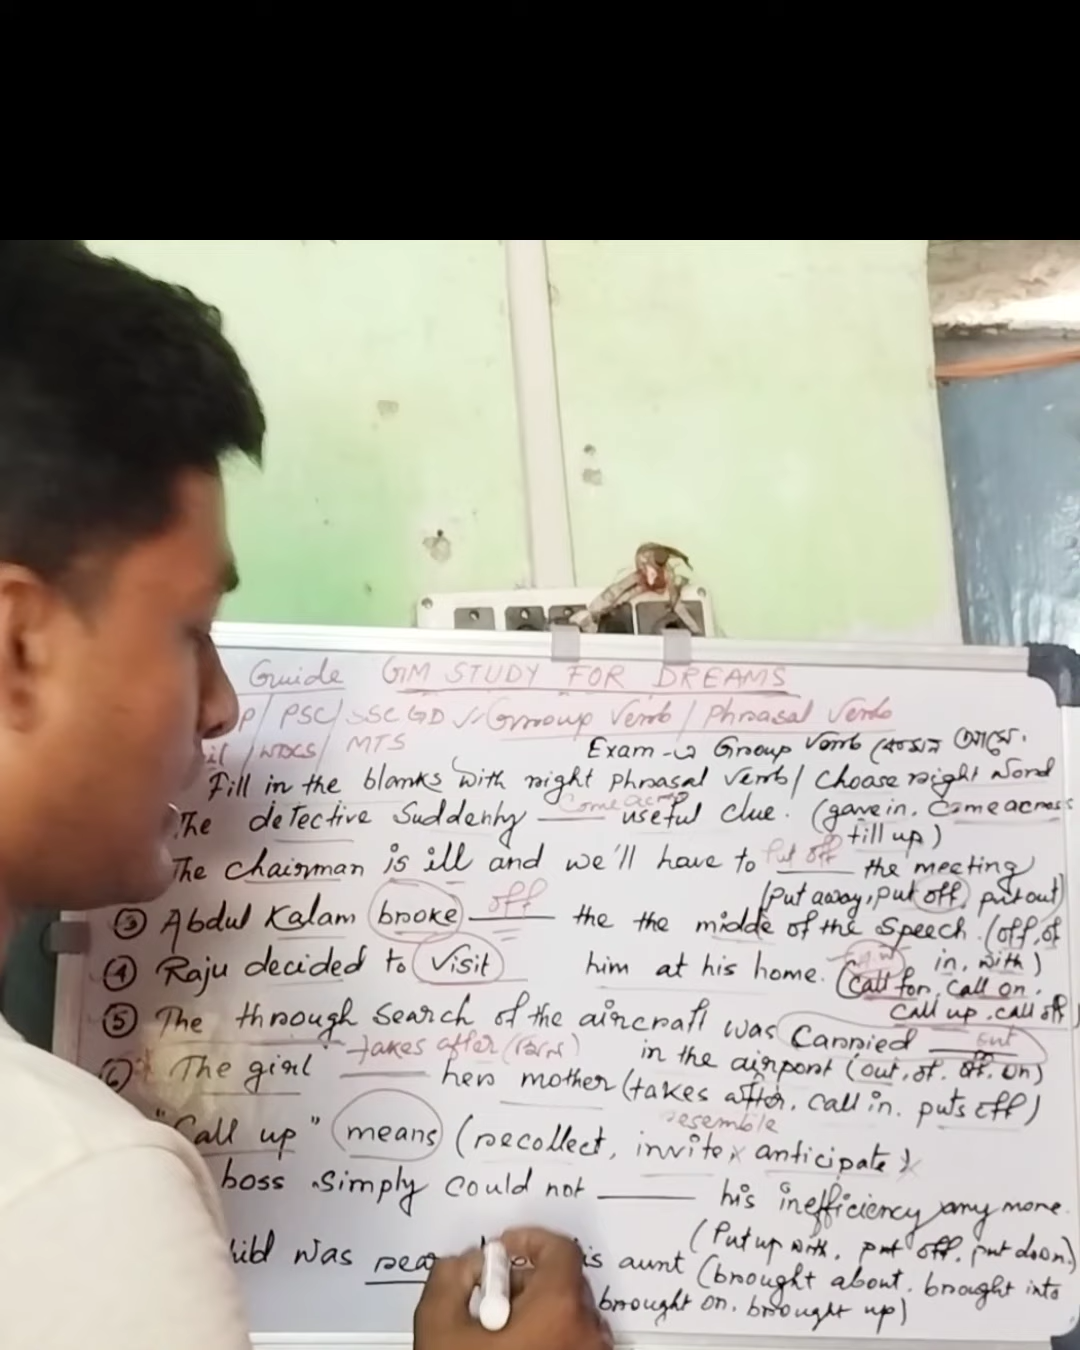 Guide GM STUDY FOR DREAMS
P/ PSC/ SSC GD Group Verb / Phrasal Verb
MTS
Exam-এ Group Verb
Fill in the blanks with right Phrasal verb/ Choose right word
The detective Suddenly come across useful clue. (gave in, Came across
till up)
The chairman is ill and we'll have to Put off the meeting
(put away, put off, put out)
③ Abdul Kalam broke off the the midde of the Speech. (off, of
in, with)
④ Raju decided to visit him at his home. (call for, call on.
call up, call off)
⑤ The through search of the aircraft was Carried out
in the airport (out, of. off. on)
⑥ The girl takes after her mother (takes after, call in. puts off)
resemble
"Call up" means (recollect, invite x anticipate) x
boss simply could not ______ his inefficiency any more.
(Put up with, put off, put down.)
was is aunt (brought about. brought into
brought on. brought up)